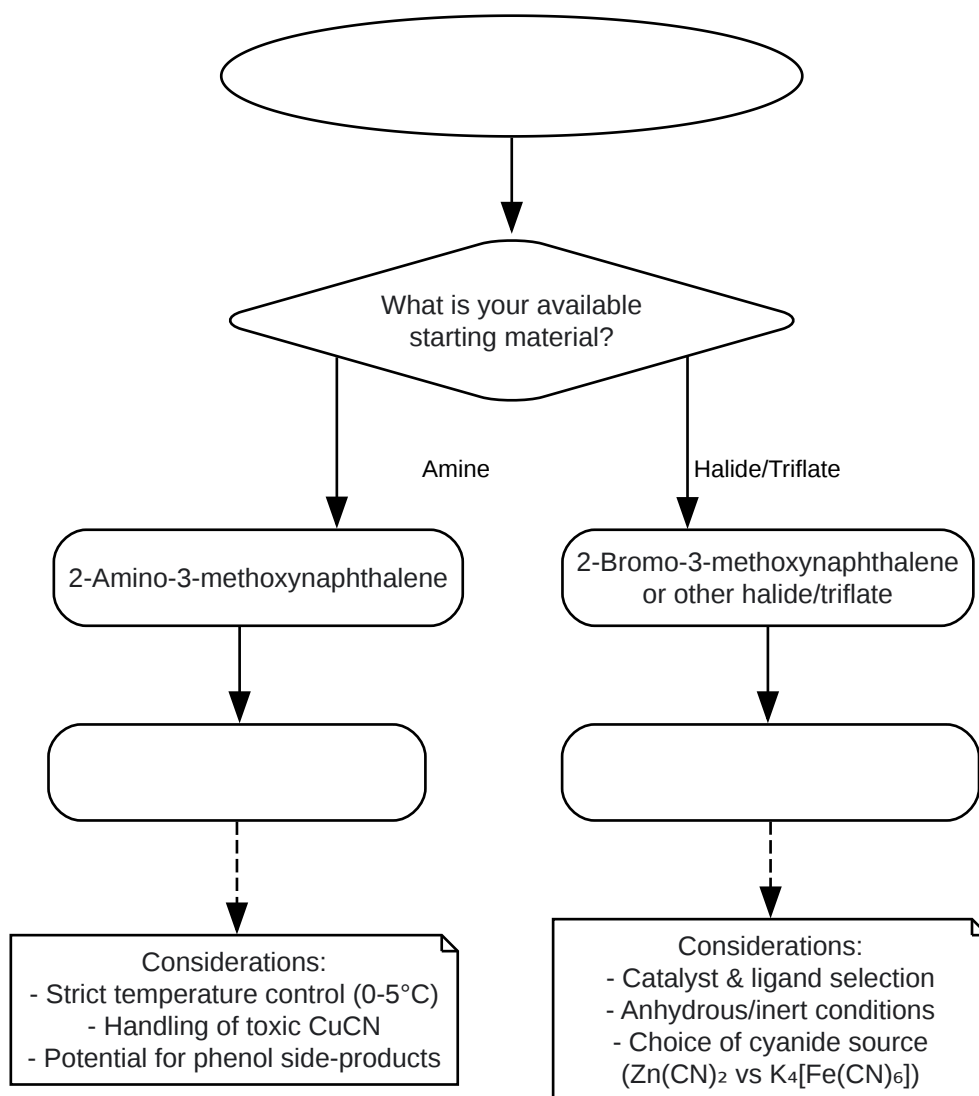 What is your available
starting material?
Amine
Halide/Triflate
2-Amino-3-methoxynaphthalene
2-Bromo-3-methoxynaphthalene
or other halide/triflate
Considerations:
- Strict temperature control (0-5°C)
- Handling of toxic CuCN
- Potential for phenol side-products
Considerations:
- Catalyst & ligand selection
- Anhydrous/inert conditions
- Choice of cyanide source
(Zn(CN)₂ vs K₄[Fe(CN)₆])